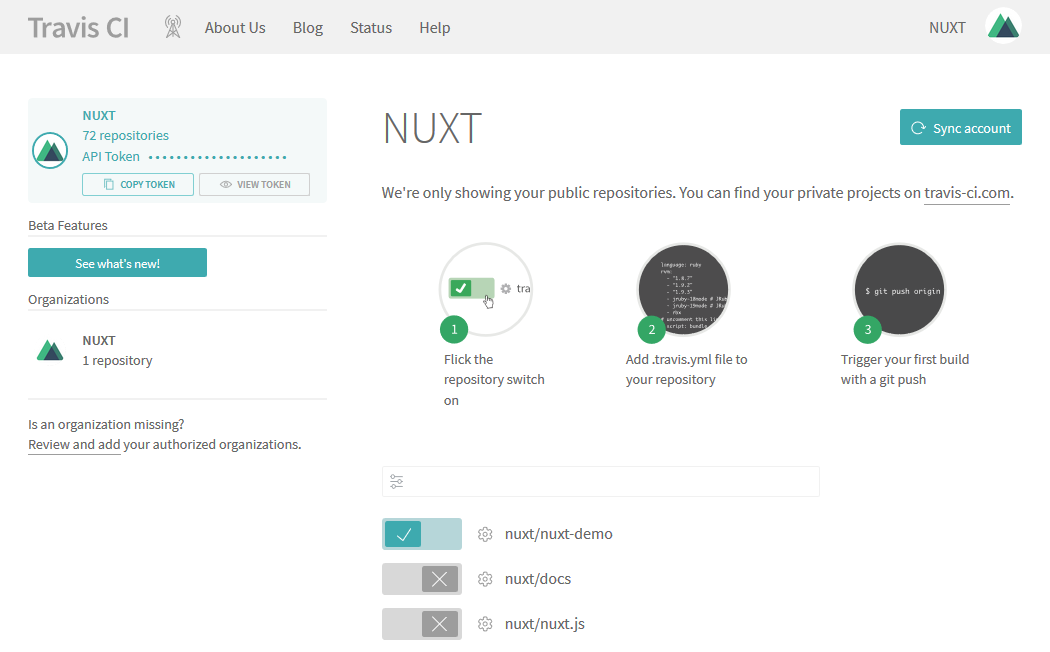 Travis CI
About Us
Blog
Status
Help
NUXT
NUXT
72 repositories
API Token
COPY TOKEN
VIEW TOKEN
Beta Features
See what's new!
Organizations
NUXT
1 repository
Is an organization missing?
Review and add your authorized organizations.
NUXT
Sync account
We're only showing your public repositories. You can find your private projects on travis-ci.com.
tra
1
Flick the
repository switch
on
language: ruby
rvm:
- "1.8.7"
- "1.9.2"
- "1.9.3"
- jruby-18mode # JRub
- jruby-19mode # JRu
- rbx
# uncomment this li
script: bundle
2
Add .travis.yml file to
your repository
$ git push origin
3
Trigger your first build
with a git push
nuxt/nuxt-demo
nuxt/docs
nuxt/nuxt.js